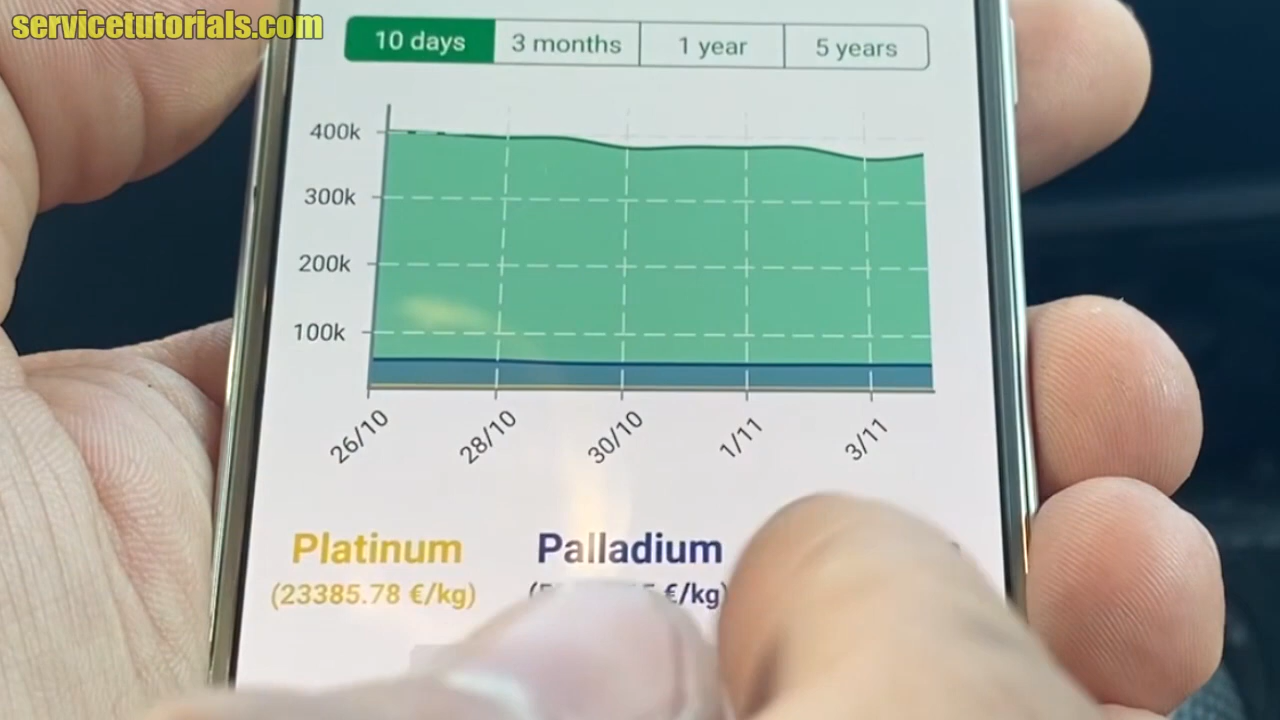 servicetutorials.com
10 days 3 months 1 year 5 years
400k
300k
200k
100k
26/10 28/10 30/10 1/11 3/11
Platinum Palladium
(23385.78 €/kg) €/kg)